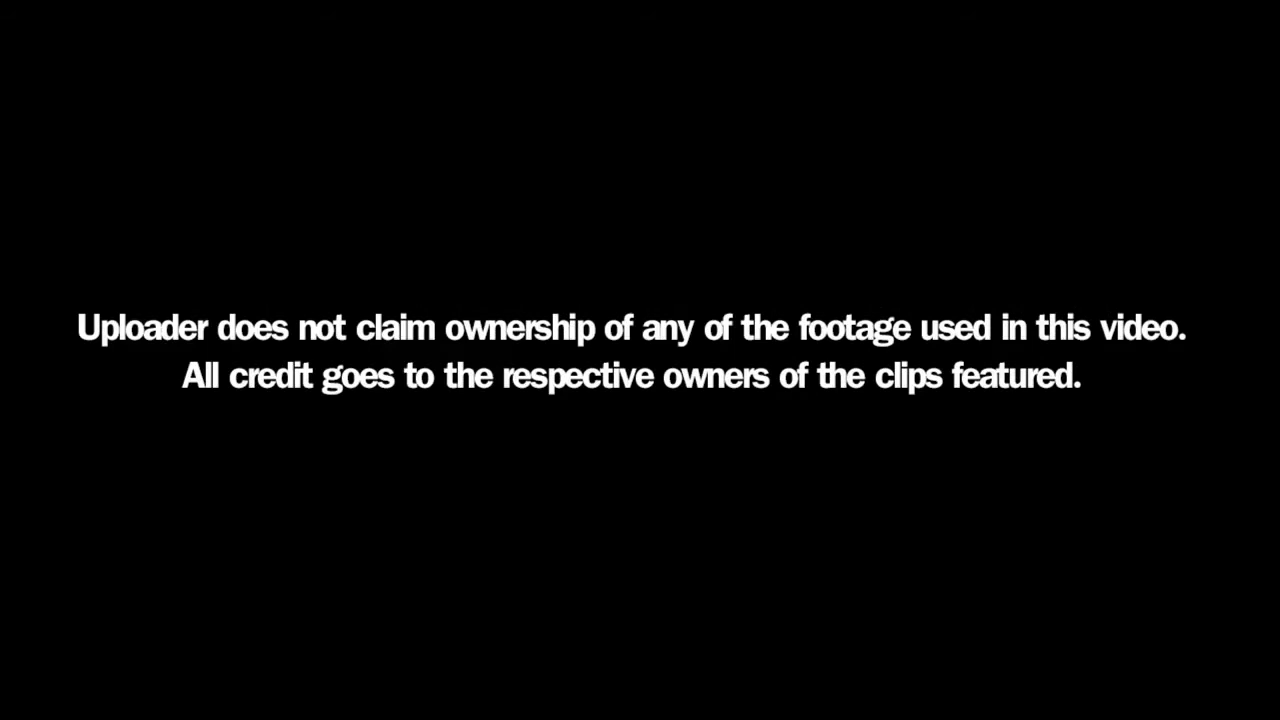 Uploader does not claim ownership of any of the footage used in this video.
All credit goes to the respective owners of the clips featured.